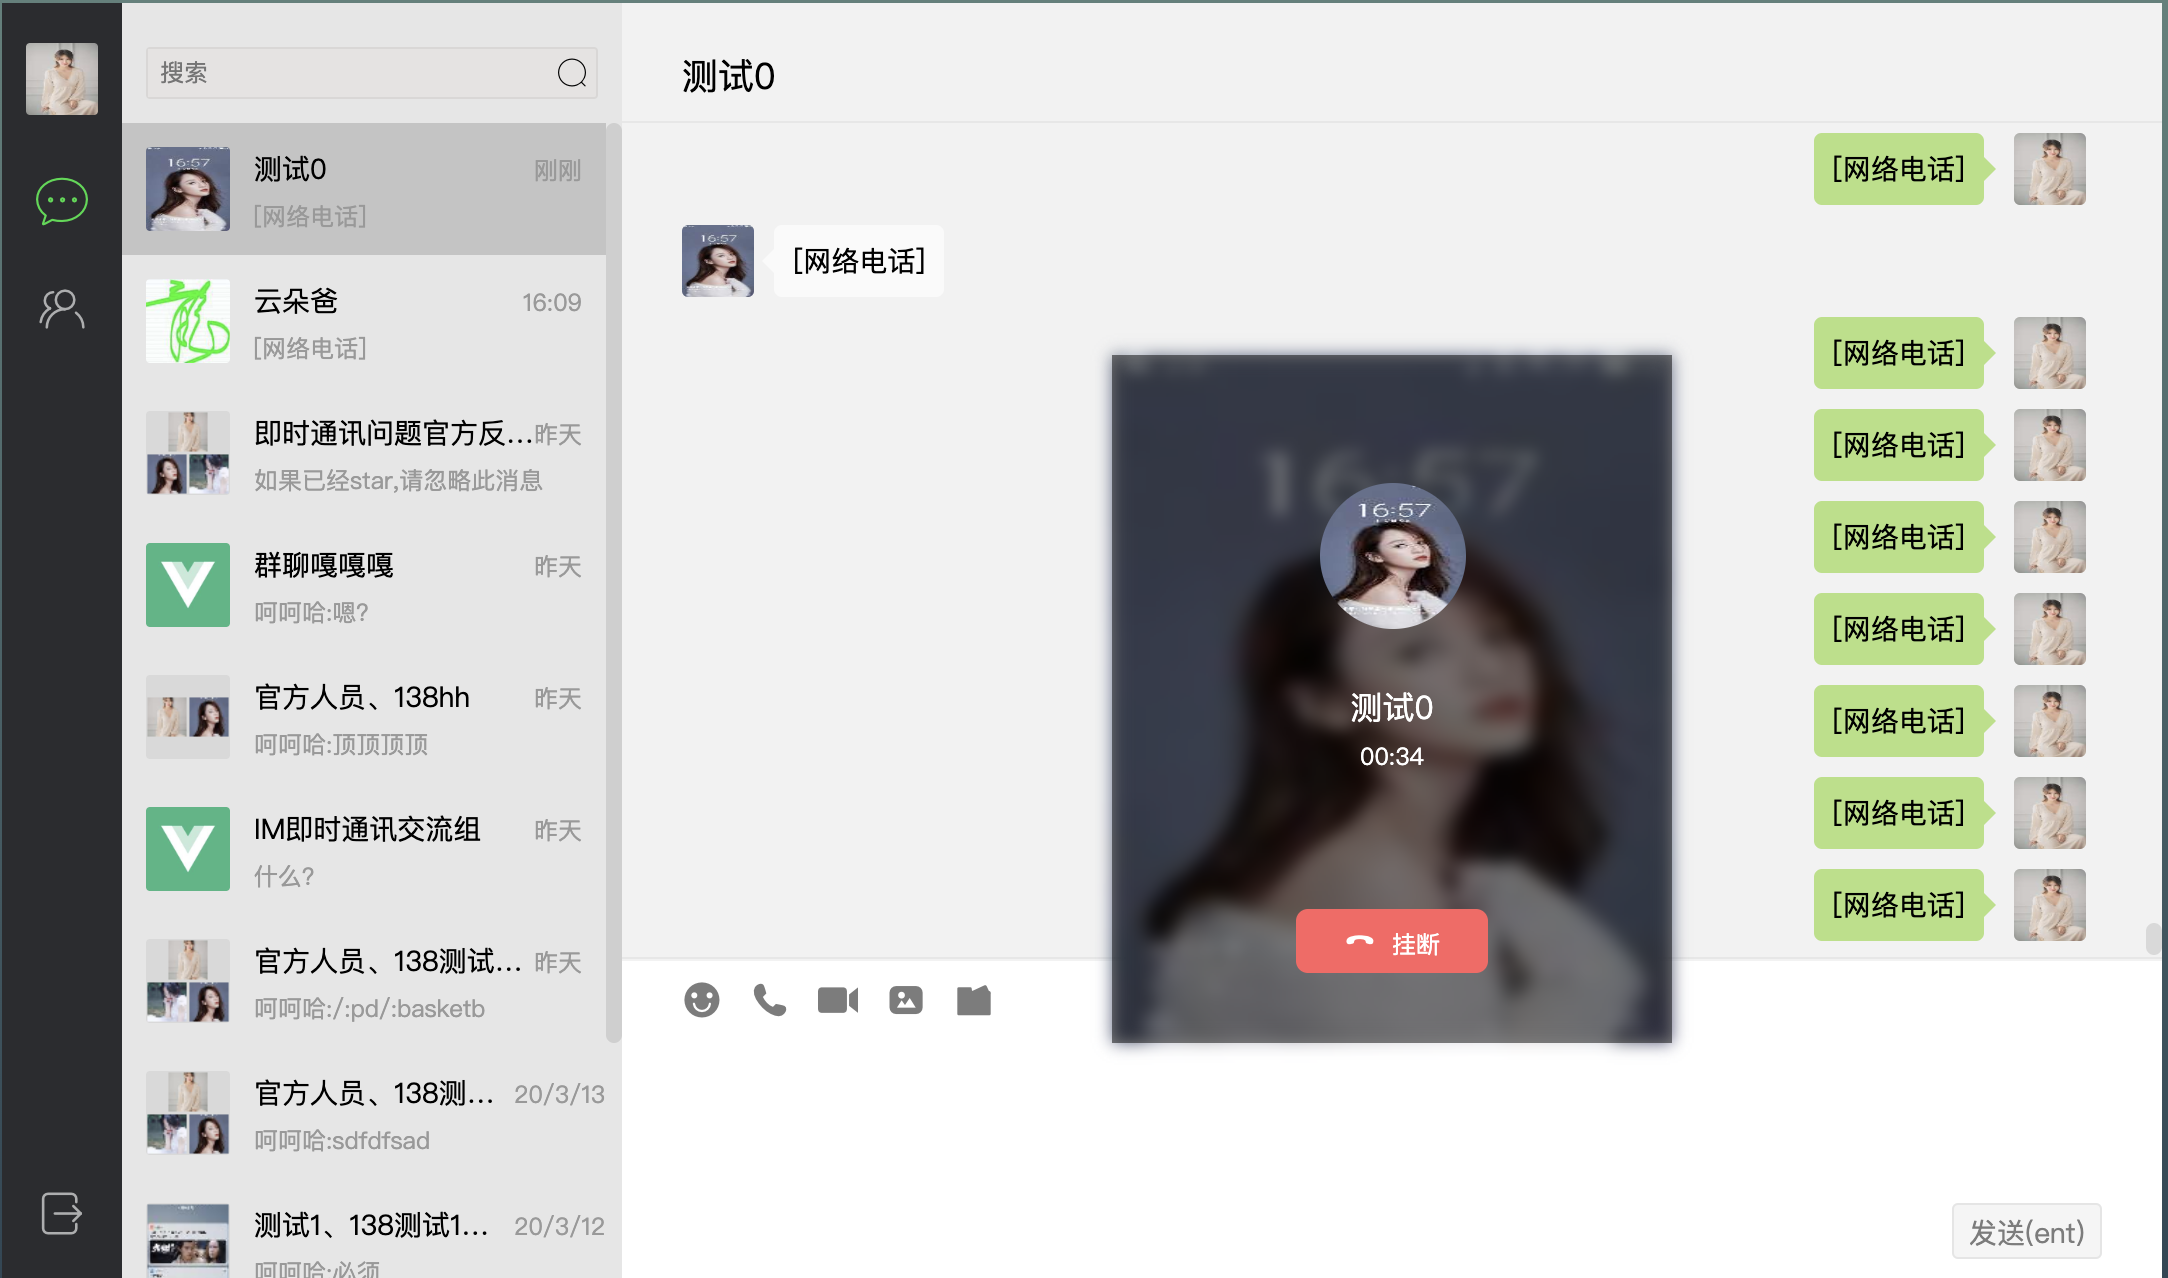 搜索
测试0
刚刚
[网络电话]
云朵爸
16:09
[网络电话]
即时通讯问题官方反...
昨天
如果已经star,请忽略此消息
群聊嘎嘎嘎
昨天
呵呵哈:嗯?
官方人员、138hh
昨天
呵呵哈:顶顶顶顶
IM即时通讯交流组
昨天
什么?
官方人员、138测试...
昨天
呵呵哈:/:pd/:basketb
官方人员、138测...
20/3/13
呵呵哈:sdfdfsad
测试1、138测试1...
20/3/12
呵呵哈:必须
测试0
[网络电话]
[网络电话]
[网络电话]
[网络电话]
[网络电话]
[网络电话]
[网络电话]
[网络电话]
[网络电话]
16:57
16:57
测试0
00:34
挂断
发送(ent)
16:57
16:57